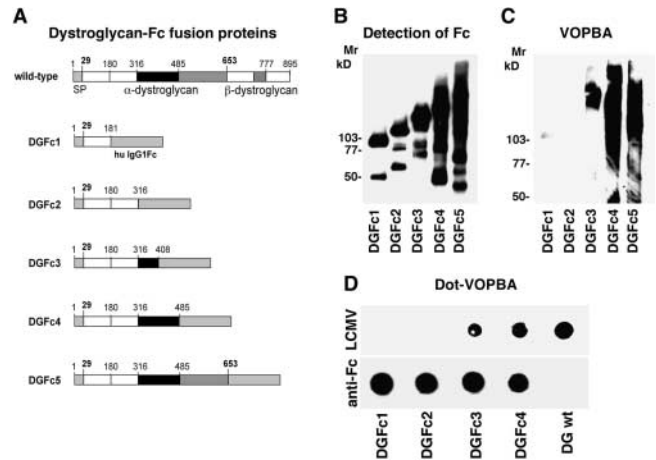 A
Dystroglycan-Fc fusion proteins
1 29 180 316 485 653 777 895
wild-type
SP α-dystroglycan β-dystroglycan
1 29 181
DGFc1
hu IgG1Fc
1 29 180 316
DGFc2
1 29 180 316 408
DGFc3
1 29 180 316 485
DGFc4
1 29 180 316 485 653
DGFc5
B
Detection of Fc
Mr
kD
103-
77-
50-
DGFc1
DGFc2
DGFc3
DGFc4
DGFc5
C
VOPBA
Mr
kD
103-
77-
50-
DGFc1
DGFc2
DGFc3
DGFc4
DGFc5
D
Dot-VOPBA
LCMV
anti-Fc
DGFc1
DGFc2
DGFc3
DGFc4
DG wt